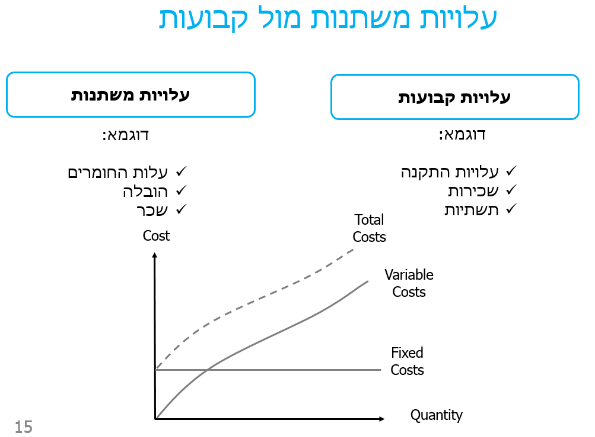 עלויות משתנות מול קבועות
עלויות קבועות
דוגמא:
✓ עלויות התקנה
✓ שכירות
✓ תשתיות
עלויות משתנות
דוגמא:
✓ עלות החומרים
✓ הובלה
✓ שכר
Cost
Total
Costs
Variable
Costs
Fixed
Costs
Quantity
15